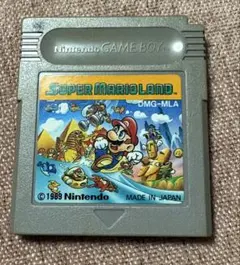 Nintendo GAME BOY
SUPER MARIO LAND
DMG-MLA
©1989 Nintendo
MADE IN JAPAN